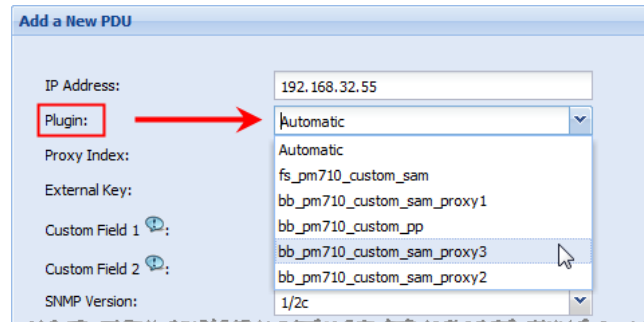 Add a New PDU
IP Address: 192.168.32.55
Plugin: Automatic
Automatic
Proxy Index:
fs_pm710_custom_sam
External Key:
bb_pm710_custom_sam_proxy1
bb_pm710_custom_pp
Custom Field 1 :
bb_pm710_custom_sam_proxy3
Custom Field 2 :
bb_pm710_custom_sam_proxy2
SNMP Version: 1/2c